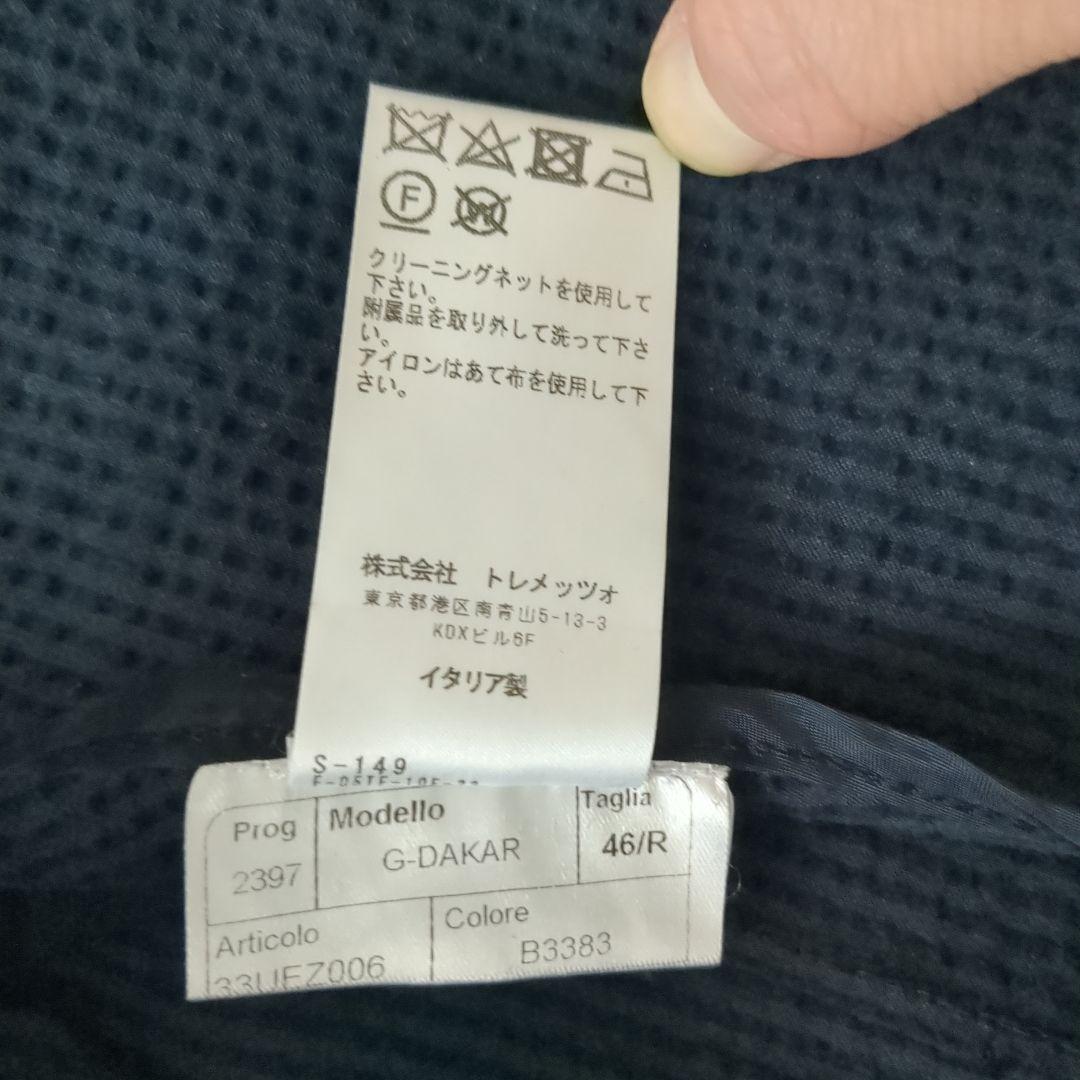 F W
クリーニングネットを使用して
下さい。
附属品を取り外して洗って下さ
い。
アイロンはあて布を使用して下
さい。
株式会社 トレメッツォ
東京都港区南青山5-13-3
KDXビル6F
イタリア製
S-149
Prog Modello Taglia
2397 G-DAKAR 46/R
Articolo Colore
33UEZ006 B3383